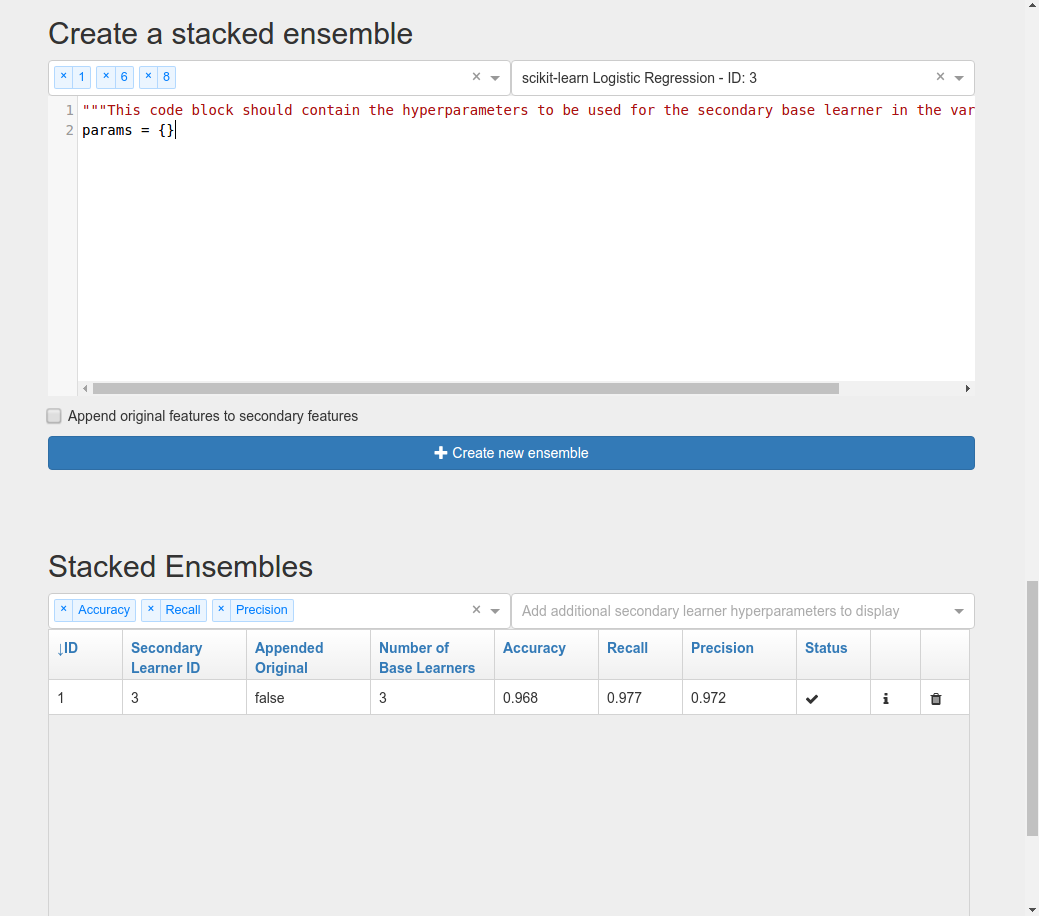 Create a stacked ensemble
× 1 × 6 × 8 × scikit-learn Logistic Regression - ID: 3 ×
1 """This code block should contain the hyperparameters to be used for the secondary base learner in the var
2 params = {}
Append original features to secondary features
Create new ensemble
Stacked Ensembles
× Accuracy × Recall × Precision × Add additional secondary learner hyperparameters to display
↓ID Secondary Learner ID Appended Original Number of Base Learners Accuracy Recall Precision Status
1 3 false 3 0.968 0.977 0.972